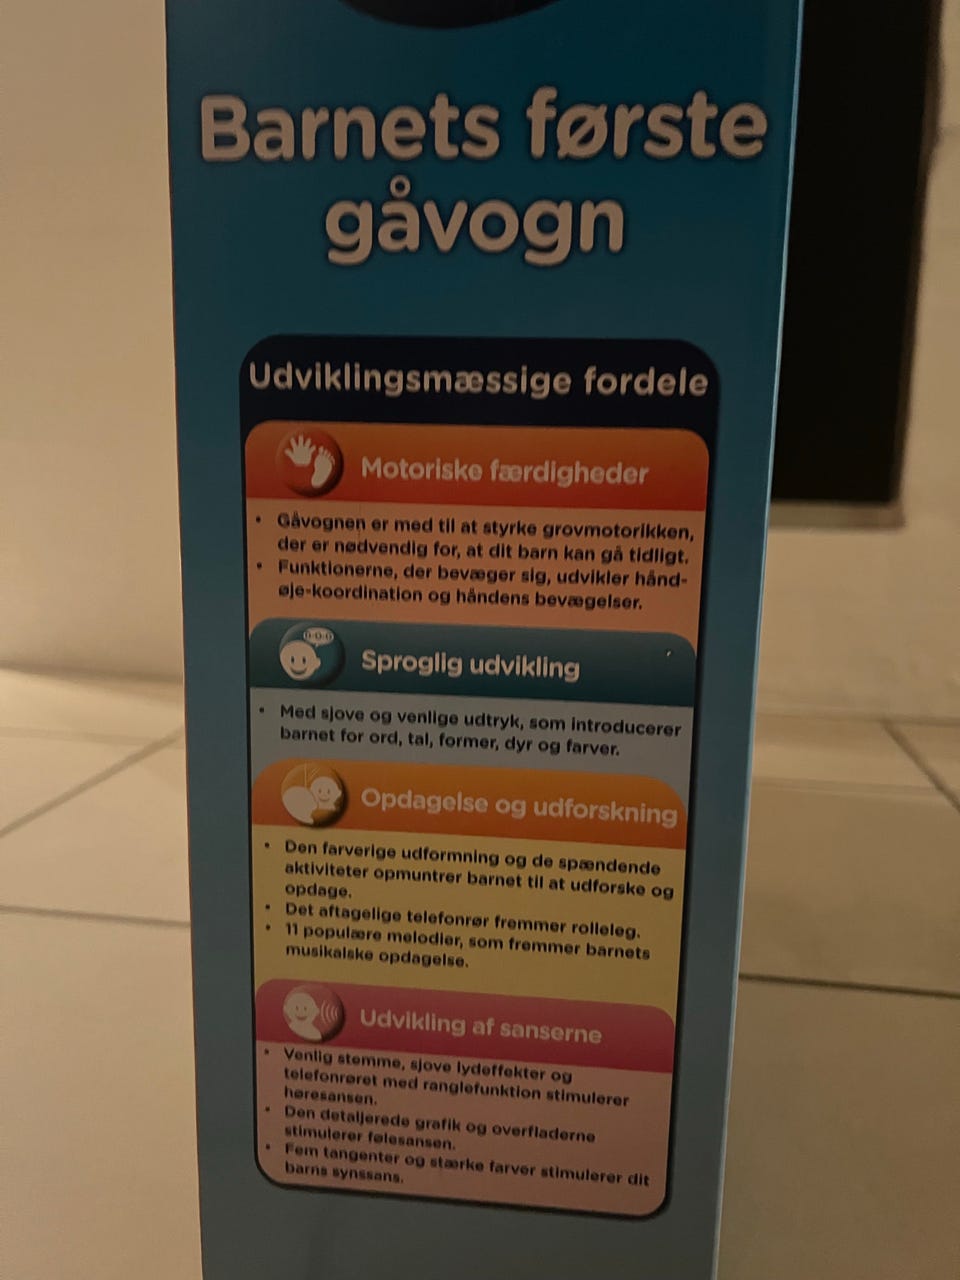 Barnets første
gåvogn
Udviklingsmæssige fordele
Motoriske færdigheder
• Gåvognen er med til at styrke grovmotorikken,
der er nødvendig for, at dit barn kan gå tidligt.
• Funktionerne, der bevæger sig, udvikler hånd-
øje-koordination og håndens bevægelser.
Sproglig udvikling
• Med sjove og venlige udtryk, som introducerer
barnet for ord, tal, former, dyr og farver.
Opdagelse og udforskning
• Den farverige udformning og de spændende
aktiviteter opmuntrer barnet til at udforske og
opdage.
• Det aftagelige telefonrør fremmer rolleleg.
• 11 populære melodier, som fremmer barnets
musikalske opdagelse.
Udvikling af sanserne
• Venlig stemme, sjove lydeffekter og
telefonrøret med ranglefunktion stimulerer
høresansen.
• Den detaljerede grafik og overfladerne
stimulerer følesansen.
• Fem tangenter og stærke farver stimulerer dit
barns synssans.